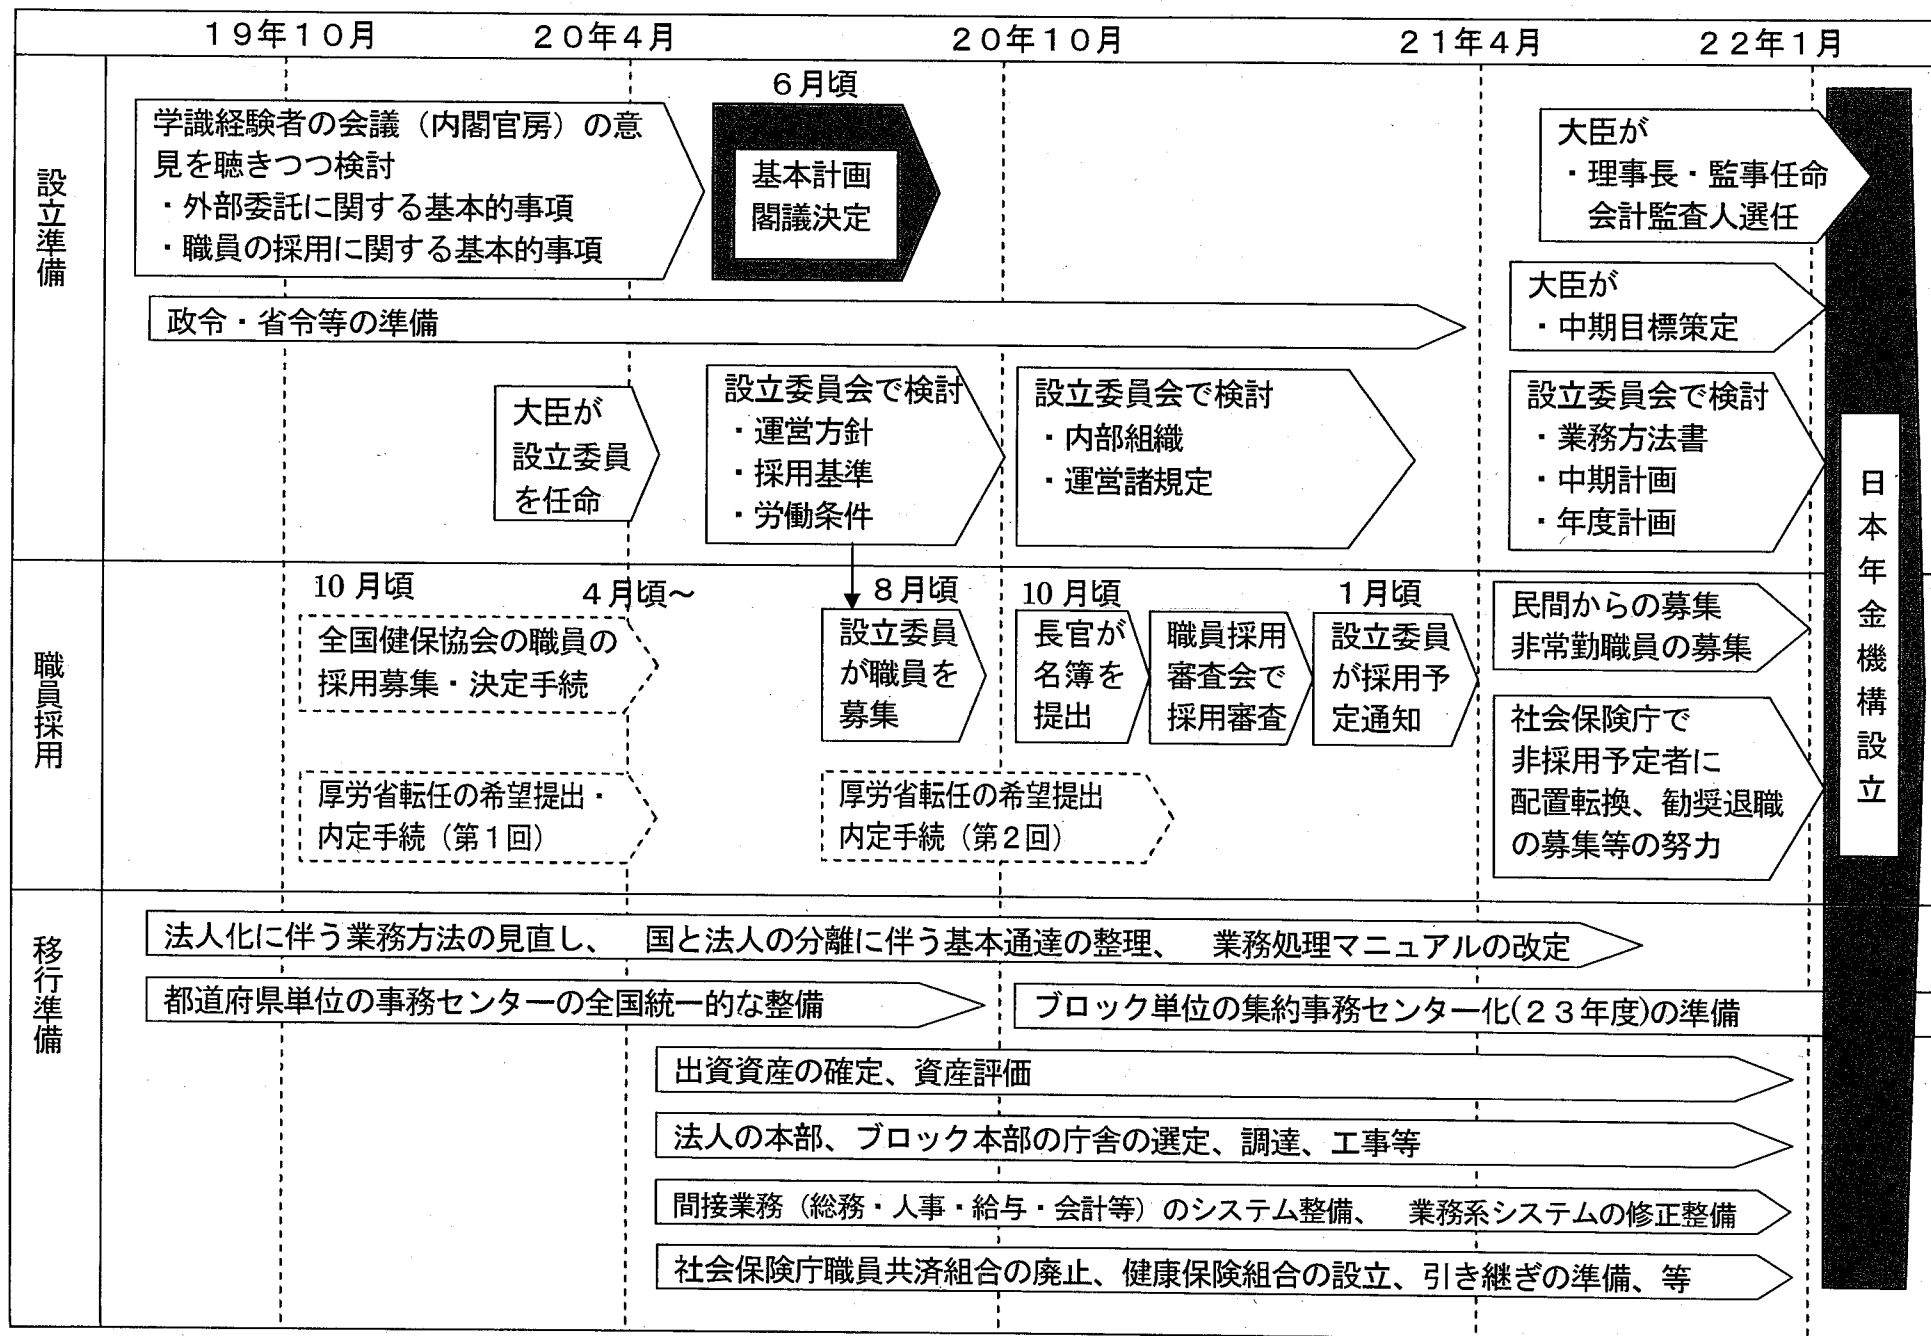 19年10月
20年4月
20年10月
21年4月
22年1月
設立準備
学識経験者の会議（内閣官房）の意
見を聴きつつ検討
・外部委託に関する基本的事項
・職員の採用に関する基本的事項
6月頃
基本計画
閣議決定
大臣が
・理事長・監事任命
会計監査人選任
大臣が
・中期目標策定
政令・省令等の準備
大臣が
設立委員
を任命
設立委員会で検討
・運営方針
・採用基準
・労働条件
設立委員会で検討
・内部組織
・運営諸規定
設立委員会で検討
・業務方法書
・中期計画
・年度計画
日本年金機構設立
職員採用
10月頃
4月頃～
全国健保協会の職員の
採用募集・決定手続
8月頃
設立委員
が職員を
募集
10月頃
長官が
名簿を
提出
職員採用
審査会で
採用審査
1月頃
設立委員
が採用予
定通知
民間からの募集
非常勤職員の募集
厚労省転任の希望提出・
内定手続（第1回）
厚労省転任の希望提出
内定手続（第2回）
社会保険庁で
非採用予定者に
配置転換、勧奨退職
の募集等の努力
移行準備
法人化に伴う業務方法の見直し、　国と法人の分離に伴う基本通達の整理、　業務処理マニュアルの改定
都道府県単位の事務センターの全国統一的な整備
ブロック単位の集約事務センター化(23年度)の準備
出資資産の確定、資産評価
法人の本部、ブロック本部の庁舎の選定、調達、工事等
間接業務（総務・人事・給与・会計等）のシステム整備、　業務系システムの修正整備
社会保険庁職員共済組合の廃止、健康保険組合の設立、引き継ぎの準備、等